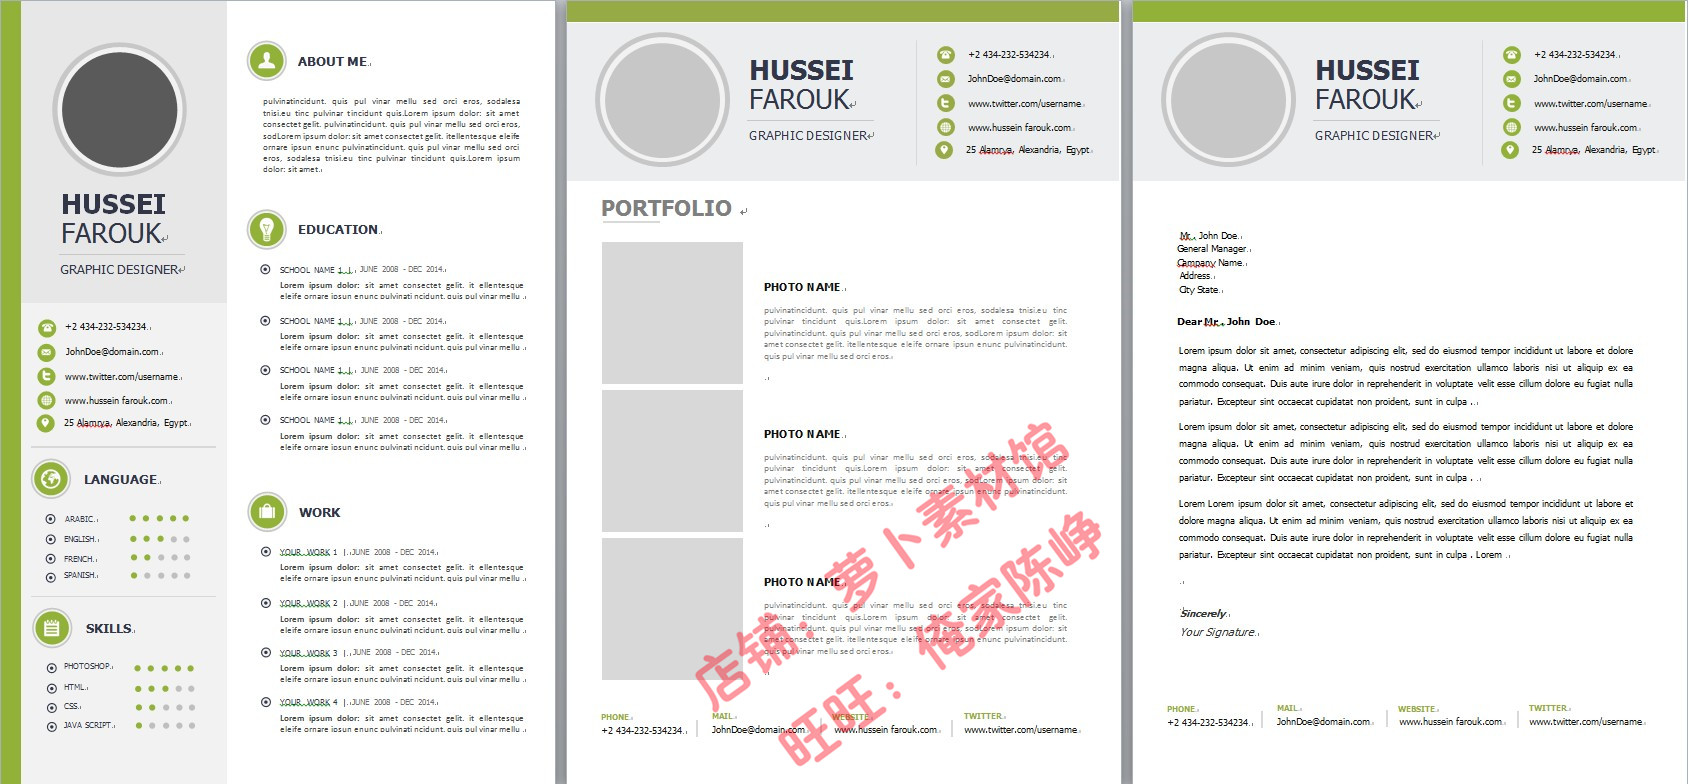 HUSSEI
FAROUK
GRAPHIC DESIGNER
+2 434-232-534234
JohnDoe@domain.com
www.twitter.com/username
www.hussein farouk.com
25 Alamrya, Alexandria, Egypt
LANGUAGE
ARABIC
ENGLISH
FRENCH
SPANISH
SKILLS
PHOTOSHOP
HTML
CSS
JAVA SCRIPT
ABOUT ME
pulvinatincidunt. quis pul vinar mellu sed orci eros, sodalesa
tnisi.eu tinc pulvinar tincidunt quis.Lorem ipsum dolor: sit amet
consectet gelit. pulvinatincidunt. quis pul vinar mellu sed orci eros,
sodLorem ipsum dolor: sit amet consectet gelit. itellentesque eleife
ornare ipsun enunc pulvinati ncidunt. quis pul vinar mellu sed orci
eros, sodalesa tnisi.eu tinc pulvinar tincidunt quis.Lorem ipsum
dolor: sit amet
EDUCATION
SCHOOL NAME 1 | JUNE 2008 - DEC 2014
Lorem ipsum dolor: sit amet consectet gelit. it ellentesque
eleife ornare ipsun enunc pulvinati ncidunt. quis pul vinar mellu
SCHOOL NAME 1 | JUNE 2008 - DEC 2014
Lorem ipsum dolor: sit amet consectet gelit. it ellentesque
eleife ornare ipsun enunc pulvinati ncidunt. quis pul vinar mellu
SCHOOL NAME 1 | JUNE 2008 - DEC 2014
Lorem ipsum dolor: sit amet consectet gelit. it ellentesque
eleife ornare ipsun enunc pulvinati ncidunt. quis pul vinar mellu
SCHOOL NAME 1 | JUNE 2008 - DEC 2014
Lorem ipsum dolor: sit amet consectet gelit. it ellentesque
eleife ornare ipsun enunc pulvinati ncidunt. quis pul vinar mellu
WORK
YOUR WORK 1 | JUNE 2008 - DEC 2014
Lorem ipsum dolor: sit amet consectet gelit. it ellentesque
eleife ornare ipsun enunc pulvinati ncidunt. quis pul vinar mellu
YOUR WORK 2 | JUNE 2008 - DEC 2014
Lorem ipsum dolor: sit amet consectet gelit. it ellentesque
eleife ornare ipsun enunc pulvinati ncidunt. quis pul vinar mellu
YOUR WORK 3 | JUNE 2008 - DEC 2014
Lorem ipsum dolor: sit amet consectet gelit. it ellentesque
eleife ornare ipsun enunc pulvinati ncidunt. quis pul vinar mellu
YOUR WORK 4 | JUNE 2008 - DEC 2014
Lorem ipsum dolor: sit amet consectet gelit. it ellentesque
eleife ornare ipsun enunc pulvinati ncidunt. quis pul vinar mellu
HUSSEI
FAROUK
GRAPHIC DESIGNER
+2 434-232-534234
JohnDoe@domain.com
www.twitter.com/username
www.hussein farouk.com
25 Alamrya, Alexandria, Egypt
PORTFOLIO
PHOTO NAME
pulvinatincidunt. quis pul vinar mellu sed orci eros, sodalesa tnisi.eu tinc
pulvinar tincidunt quis.Lorem ipsum dolor: sit amet consectet gelit.
pulvinatincidunt. quis pul vinar mellu sed orci eros, sodLorem ipsum dolor: sit
amet consectet gelit. itellentesque eleife ornare ipsun enunc pulvinatincidunt.
quis pul vinar mellu sed orci eros.
PHOTO NAME
pulvinatincidunt. quis pul vinar mellu sed orci eros, sodalesa tnisi.eu tinc
pulvinar tincidunt quis.Lorem ipsum dolor: sit amet consectet gelit.
pulvinatincidunt. quis pul vinar mellu sed orci eros, sodLorem ipsum dolor: sit
amet consectet gelit. itellentesque eleife ornare ipsun enunc pulvinatincidunt.
quis pul vinar mellu sed orci eros.
PHOTO NAME
pulvinatincidunt. quis pul vinar mellu sed orci eros, sodalesa tnisi.eu tinc
pulvinar tincidunt quis.Lorem ipsum dolor: sit amet consectet gelit.
pulvinatincidunt. quis pul vinar mellu sed orci eros, sodLorem ipsum dolor: sit
amet consectet gelit. itellentesque eleife ornare ipsun enunc pulvinatincidunt.
quis pul vinar mellu sed orci eros.
店铺：萝卜素材馆
旺旺：俺家陈峥
PHONE MAIL WEBSITE TWITTER
+2 434-232-534234 JohnDoe@domain.com www.hussein farouk.com www.twitter.com/username
HUSSEI
FAROUK
GRAPHIC DESIGNER
+2 434-232-534234
JohnDoe@domain.com
www.twitter.com/username
www.hussein farouk.com
25 Alamrya, Alexandria, Egypt
Mr. John Doe
General Manager
Campany Name
Address
City State
Dear Mr. John Doe
Lorem ipsum dolor sit amet, consectetur adipiscing elit, sed do eiusmod tempor incididunt ut labore et dolore
magna aliqua. Ut enim ad minim veniam, quis nostrud exercitation ullamco laboris nisi ut aliquip ex ea
commodo consequat. Duis aute irure dolor in reprehenderit in voluptate velit esse cillum dolore eu fugiat nulla
pariatur. Excepteur sint occaecat cupidatat non proident, sunt in culpa .
Lorem ipsum dolor sit amet, consectetur adipiscing elit, sed do eiusmod tempor incididunt ut labore et dolore
magna aliqua. Ut enim ad minim veniam, quis nostrud exercitation ullamco laboris nisi ut aliquip ex ea
commodo consequat. Duis aute irure dolor in reprehenderit in voluptate velit esse cillum dolore eu fugiat nulla
pariatur. Excepteur sint occaecat cupidatat non proident, sunt in culpa .
Lorem ipsum dolor sit amet, consectetur adipiscing elit, sed do eiusmod tempor incididunt ut labore et
dolore magna aliqua. Ut enim ad minim veniam, quis nostrud exercitation ullamco laboris nisi ut aliquip ex
ea commodo consequat. Duis aute irure dolor in reprehenderit in voluptate velit esse cillum dolore eu
fugiat nulla pariatur. Excepteur sint occaecat cupidatat non proident, sunt in culpa . Lorem
Sincerely
Your Signature
PHONE MAIL WEBSITE TWITTER
+2 434-232-534234 JohnDoe@domain.com www.hussein farouk.com www.twitter.com/username